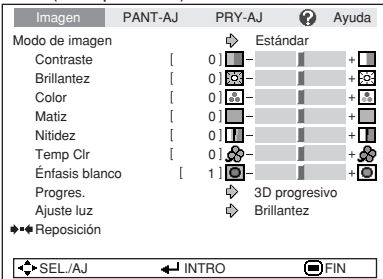 Imagen PANT-AJ PRY-AJ ? Ayuda
Modo de imagen Estándar
Contraste [ 0 ] - +
Brillantez [ 0 ] - +
Color [ 0 ] - +
Matiz [ 0 ] - +
Nitidez [ 0 ] - +
Temp Clr [ 0 ] - +
Énfasis blanco [ 1 ] - +
Progres. 3D progresivo
Ajuste luz Brillantez
Reposición
SEL./AJ INTRO FIN